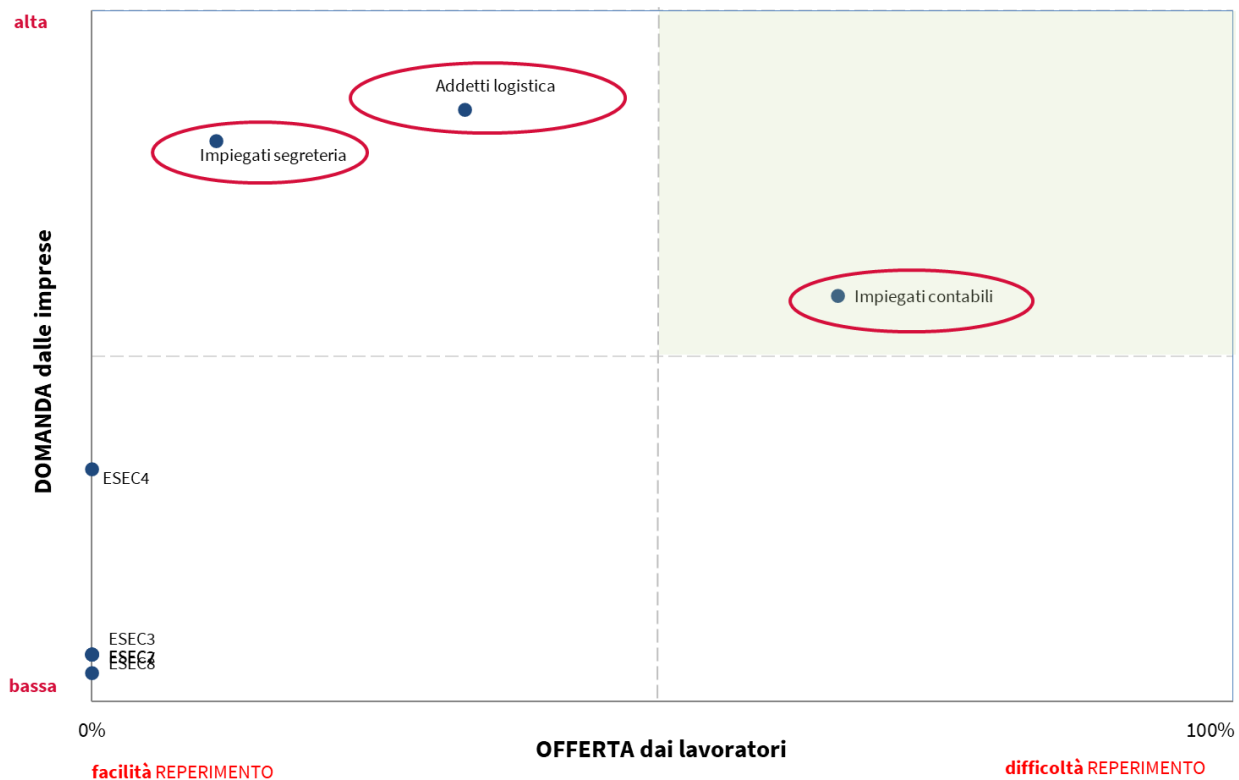 alta
Addetti logistica
Impiegati segreteria
DOMANDA dalle imprese
Impiegati contabili
ESEC4
ESEC3
bassa
0%
100%
OFFERTA dai lavoratori
facilità REPERIMENTO
difficoltà REPERIMENTO